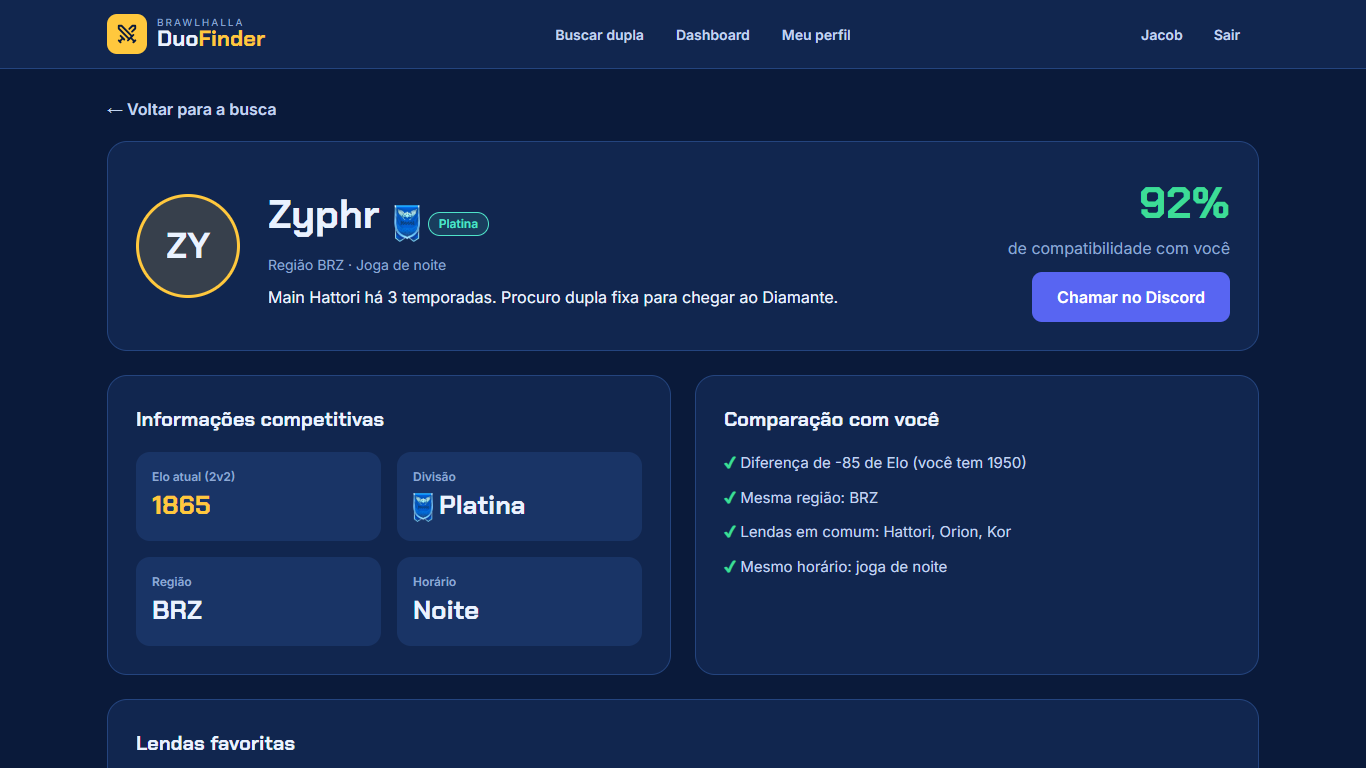 BRAWLHALLA
DuoFinder
Buscar dupla
Dashboard
Meu perfil
Jacob
Sair
← Voltar para a busca
ZY
Zyphr
Platina
Região BRZ · Joga de noite
Main Hattori há 3 temporadas. Procuro dupla fixa para chegar ao Diamante.
92%
de compatibilidade com você
Chamar no Discord
Informações competitivas
Elo atual (2v2)
1865
Divisão
Platina
Região
BRZ
Horário
Noite
Comparação com você
✔ Diferença de -85 de Elo (você tem 1950)
✔ Mesma região: BRZ
✔ Lendas em comum: Hattori, Orion, Kor
✔ Mesmo horário: joga de noite
Lendas favoritas